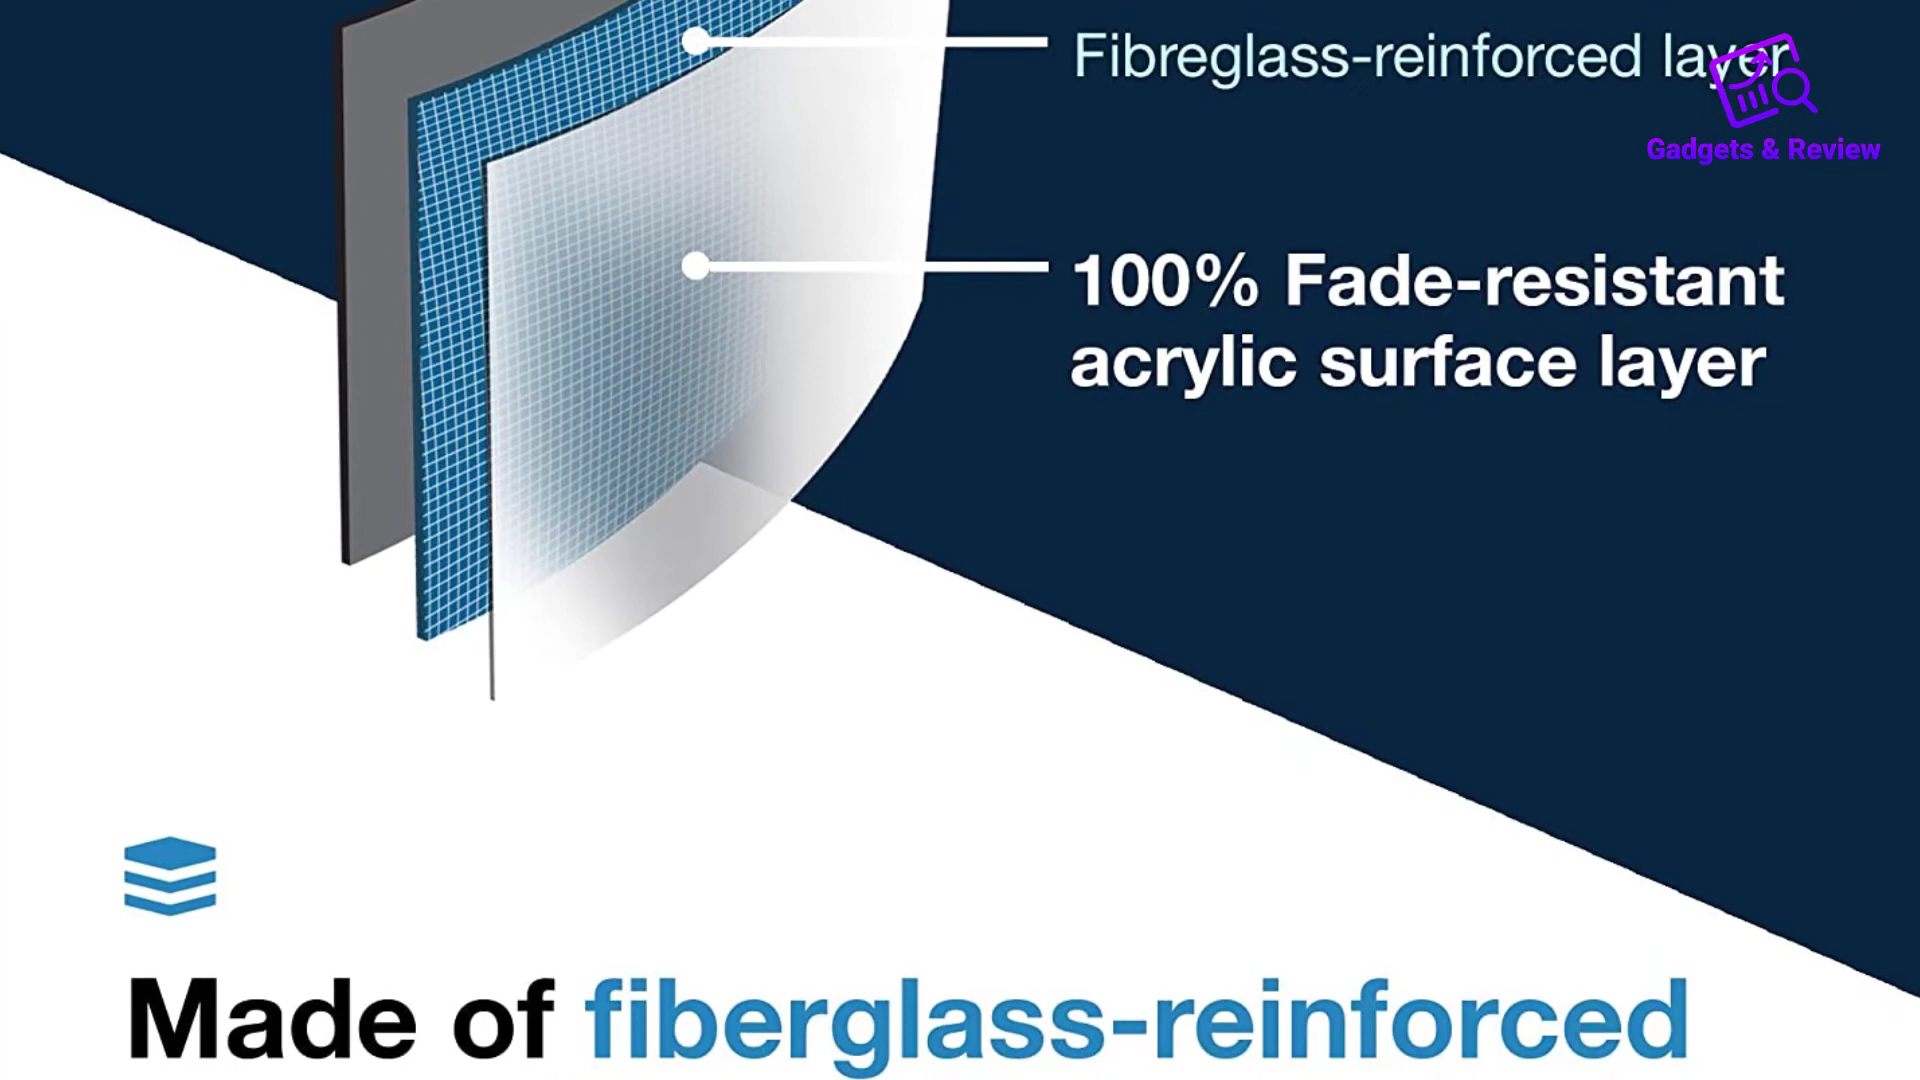 Fibreglass-reinforced layer
Gadgets & Review
100% Fade-resistant
acrylic surface layer
Made of fiberglass-reinforced